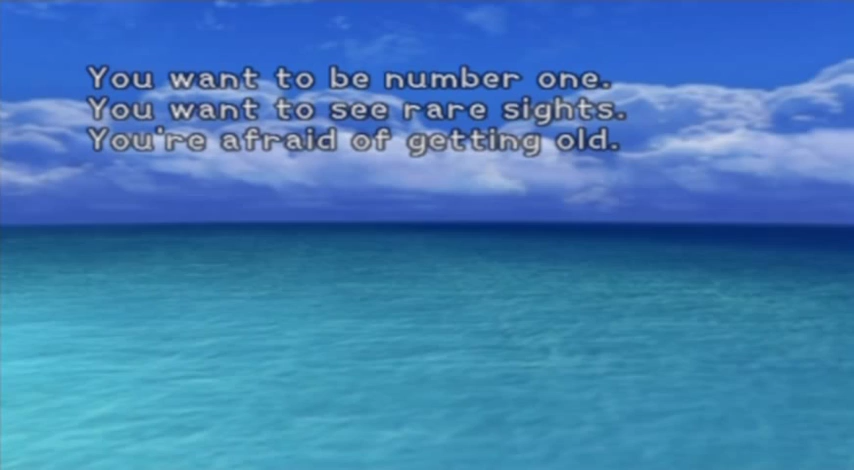 You want to be number one.
You want to see rare sights.
You're afraid of getting old.